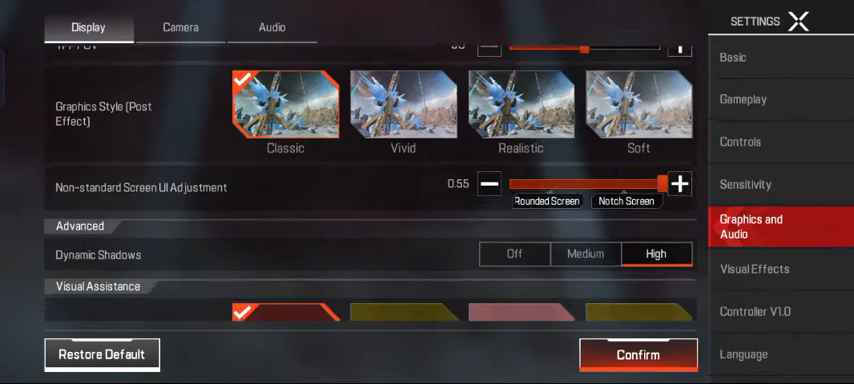 Display
Camera
Audio
SETTINGS
Graphics Style (Post
Effect)
Classic
Vivid
Realistic
Soft
Non-standard Screen UI Adjustment
0.55
Rounded Screen
Notch Screen
Advanced
Dynamic Shadows
Off
Medium
High
Visual Assistance
Restore Default
Confirm
Basic
Gameplay
Controls
Sensitivity
Graphics and
Audio
Visual Effects
Controller V1.0
Language